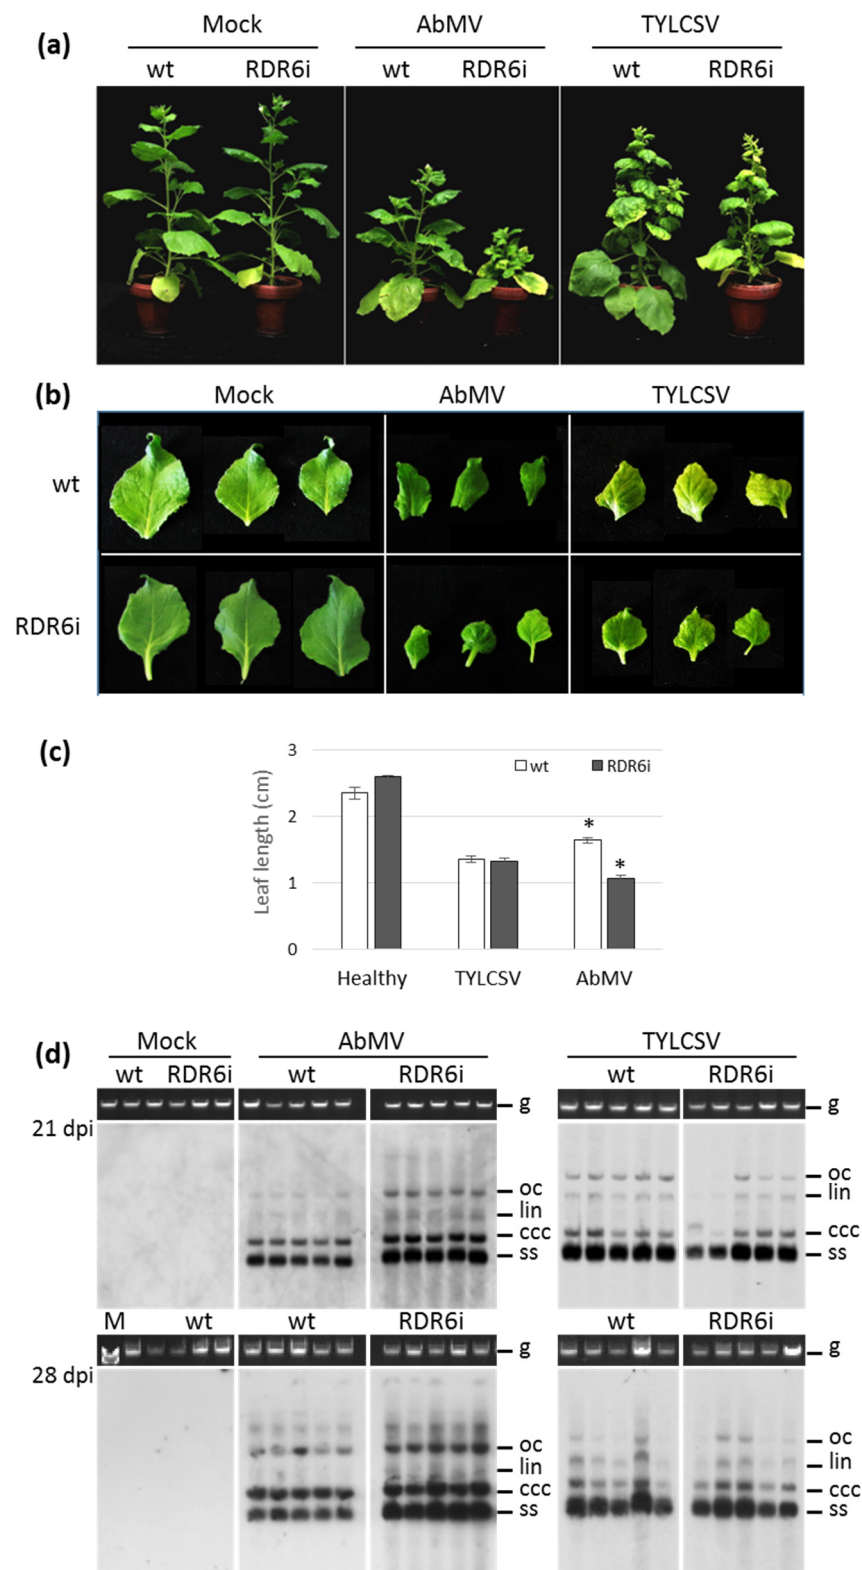 (a)
Mock AbMV TYLCSV
wt RDR6i wt RDR6i wt RDR6i
(b)
Mock AbMV TYLCSV
wt
RDR6i
(c)
3
2
1
0
Leaf length (cm)
wt RDR6i
* *
Healthy TYLCSV AbMV
(d)
Mock AbMV TYLCSV
wt RDR6i wt RDR6i wt RDR6i
g g
21 dpi
oc oc
lin lin
ccc ccc
ss ss
M wt wt RDR6i wt RDR6i
g g
28 dpi
oc oc
lin lin
ccc ccc
ss ss